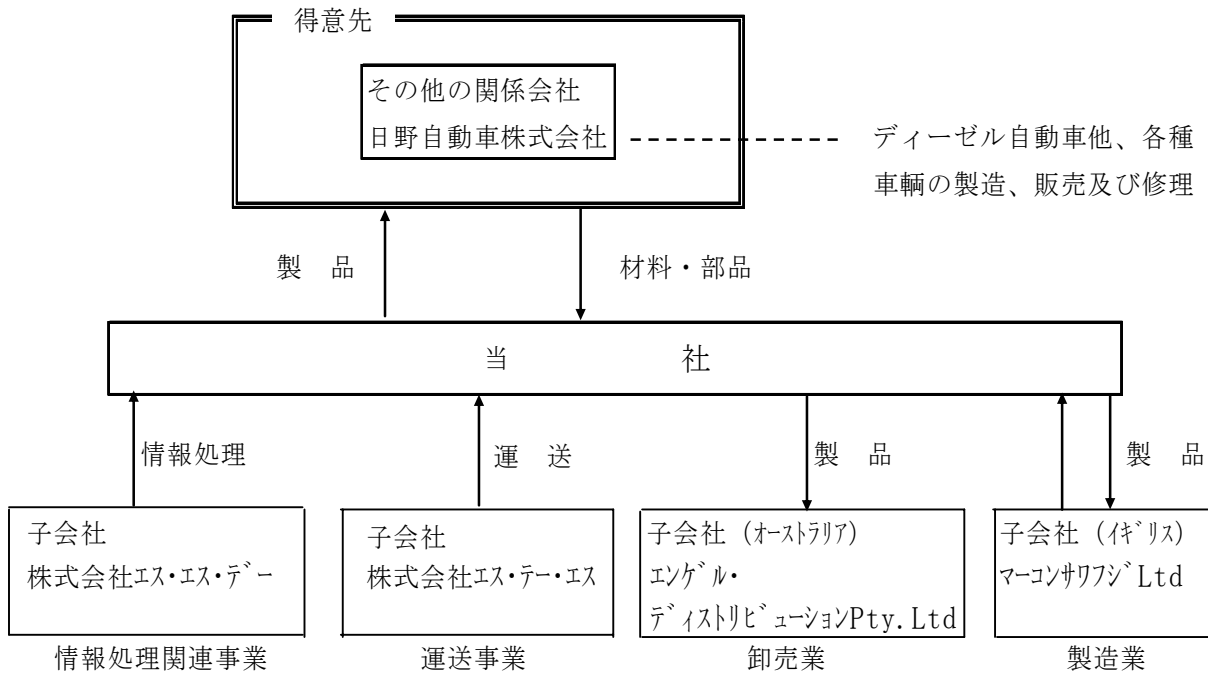 得意先
その他の関係会社
日野自動車株式会社
ディーゼル自動車他、各種
車輌の製造、販売及び修理
製　品
材料・部品
当　　　　社
情報処理
運　送
製　品
製　品
子会社
株式会社ｴｽ・ｴｽ・ﾃﾞｰ
情報処理関連事業
子会社
株式会社ｴｽ・ﾃｰ・ｴｽ
運送事業
子会社（ｵｰｽﾄﾗﾘｱ）
ｴﾝｹﾞﾙ・
ﾃﾞｨｽﾄﾘﾋﾞｭｰｼｮﾝPty.Ltd
卸売業
子会社（ｲｷﾞﾘｽ）
ﾏｰｺﾝｻﾜﾌｼﾞLtd
製造業